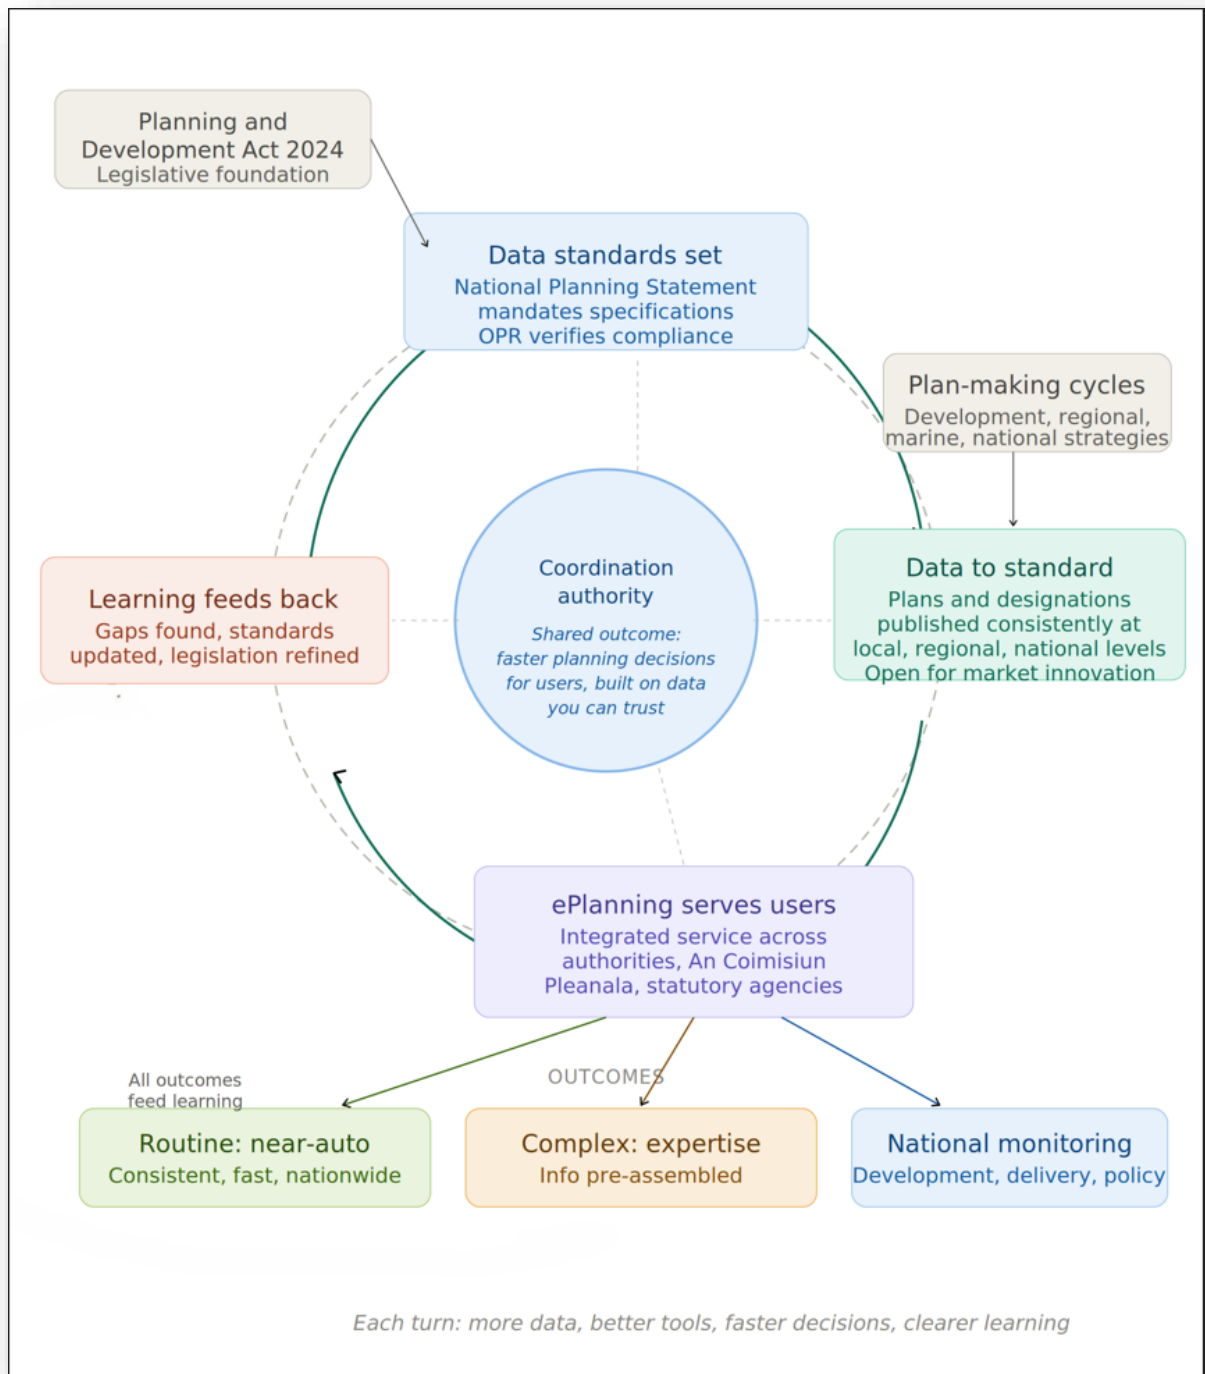 Planning and
Development Act 2024
Legislative foundation
Data standards set
National Planning Statement
mandates specifications
OPR verifies compliance
Plan-making cycles
Development, regional,
marine, national strategies
Learning feeds back
Gaps found, standards
updated, legislation refined
Coordination
authority
Shared outcome:
faster planning decisions
for users, built on data
you can trust
Data to standard
Plans and designations
published consistently at
local, regional, national levels
Open for market innovation
ePlanning serves users
Integrated service across
authorities, An Coimisiun
Pleanala, statutory agencies
All outcomes
feed learning
OUTCOMES
Routine: near-auto
Consistent, fast, nationwide
Complex: expertise
Info pre-assembled
National monitoring
Development, delivery, policy
Each turn: more data, better tools, faster decisions, clearer learning